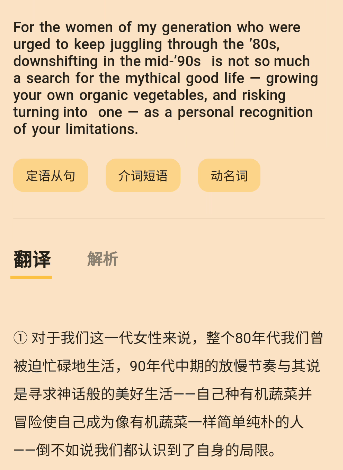 For the women of my generation who were
urged to keep juggling through the ’80s,
downshifting in the mid-’90s is not so much
a search for the mythical good life — growing
your own organic vegetables, and risking
turning into one — as a personal recognition
of your limitations.
定语从句 介词短语 动名词
翻译 解析
① 对于我们这一代女性来说，整个80年代我们曾
被迫忙碌地生活，90年代中期的放慢节奏与其说
是寻求神话般的美好生活——自己种有机蔬菜并
冒险使自己成为像有机蔬菜一样简单纯朴的人
——倒不如说我们都认识到了自身的局限。